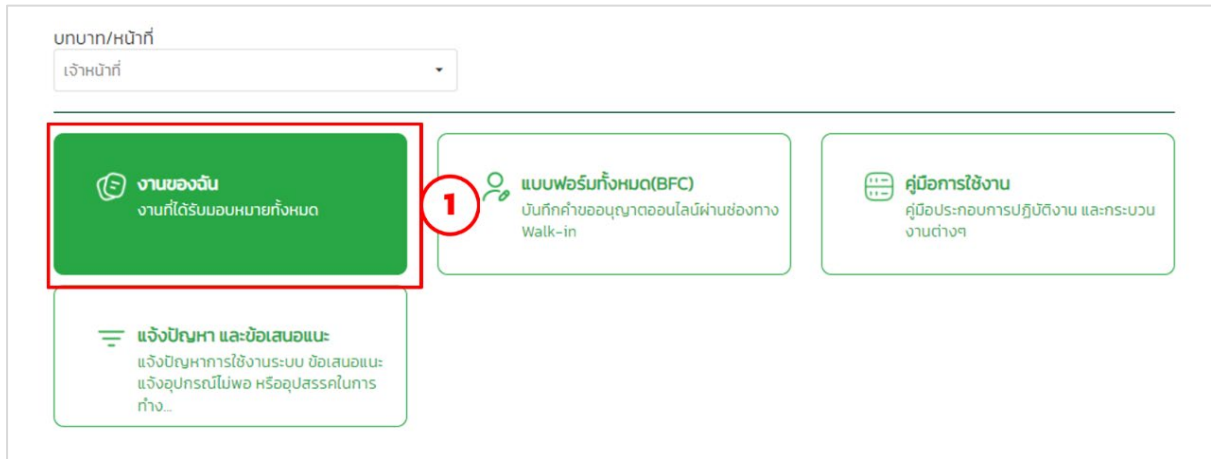 บทบาท/หน้าที่
เจ้าหน้าที่
งานของฉัน
งานที่ได้รับมอบหมายทั้งหมด
1
แบบฟอร์มทั้งหมด(BFC)
บันทึกคำขออนุญาตออนไลน์ผ่านช่องทาง
Walk-in
คู่มือการใช้งาน
คู่มือประกอบการปฏิบัติงาน และกระบวน
งานต่างๆ
แจ้งปัญหา และข้อเสนอแนะ
แจ้งปัญหาการใช้งานระบบ ข้อเสนอแนะ
แจ้งอุปกรณ์ไม่พอ หรืออุปสรรคในการ
ทำง...